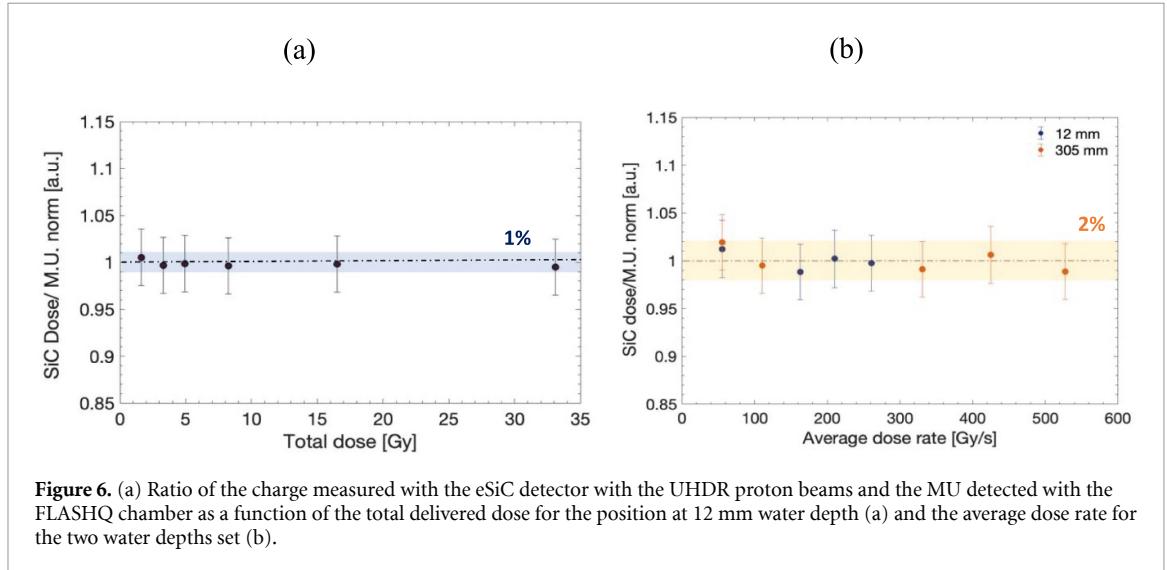 (a)
(b)
1.15
1.1
1.05
1
0.95
0.9
0.85
SiC Dose/ M.U. norm [a.u.]
1%
0 5 10 15 20 25 30 35
Total dose [Gy]
1.15
1.1
1.05
1
0.95
0.9
0.85
SiC dose/M.U. norm [a.u.]
12 mm
305 mm
2%
0 100 200 300 400 500 600
Average dose rate [Gy/s]
Figure 6. (a) Ratio of the charge measured with the eSiC detector with the UHDR proton beams and the MU detected with the
FLASHQ chamber as a function of the total delivered dose for the position at 12 mm water depth (a) and the average dose rate for
the two water depths set (b).